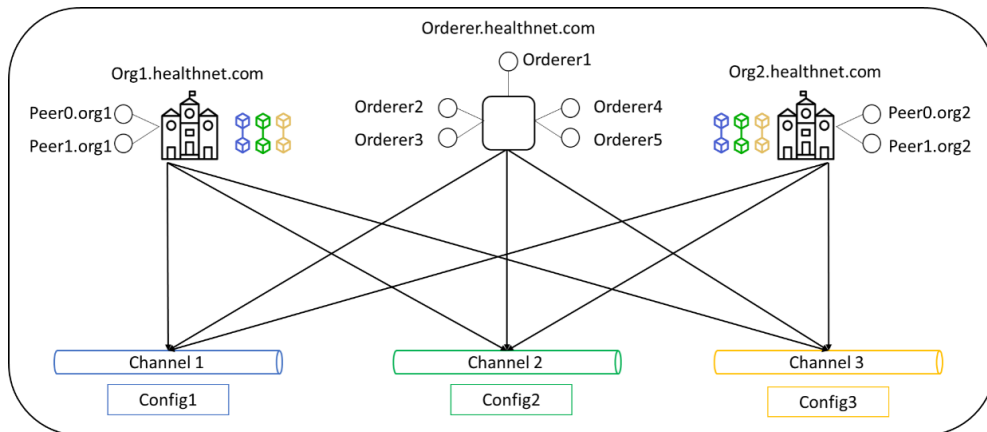 Orderer.healthnet.com
Orderer1
Org1.healthnet.com
Org2.healthnet.com
Peer0.org1
Peer1.org1
Orderer2
Orderer3
Orderer4
Orderer5
Peer0.org2
Peer1.org2
Channel 1
Channel 2
Channel 3
Config1
Config2
Config3